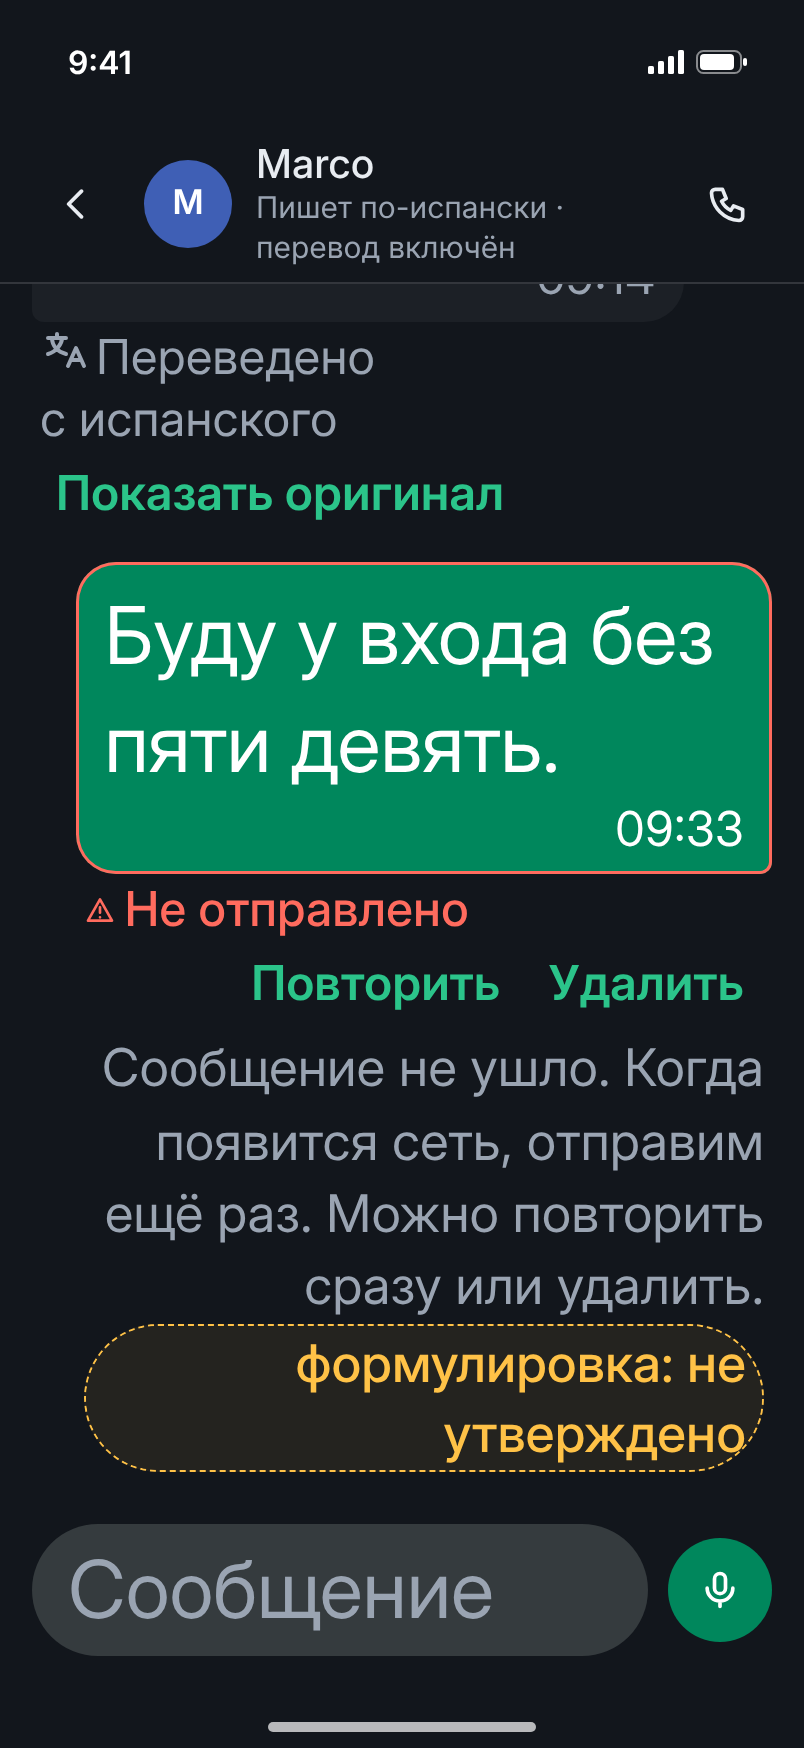 9:41
M
Marco
Пишет по-испански ·
перевод включён
Переведено
с испанского
Показать оригинал
Буду у входа без
пяти девять.
09:33
Не отправлено
Повторить Удалить
Сообщение не ушло. Когда
появится сеть, отправим
ещё раз. Можно повторить
сразу или удалить.
формулировка: не
утверждено
Сообщение